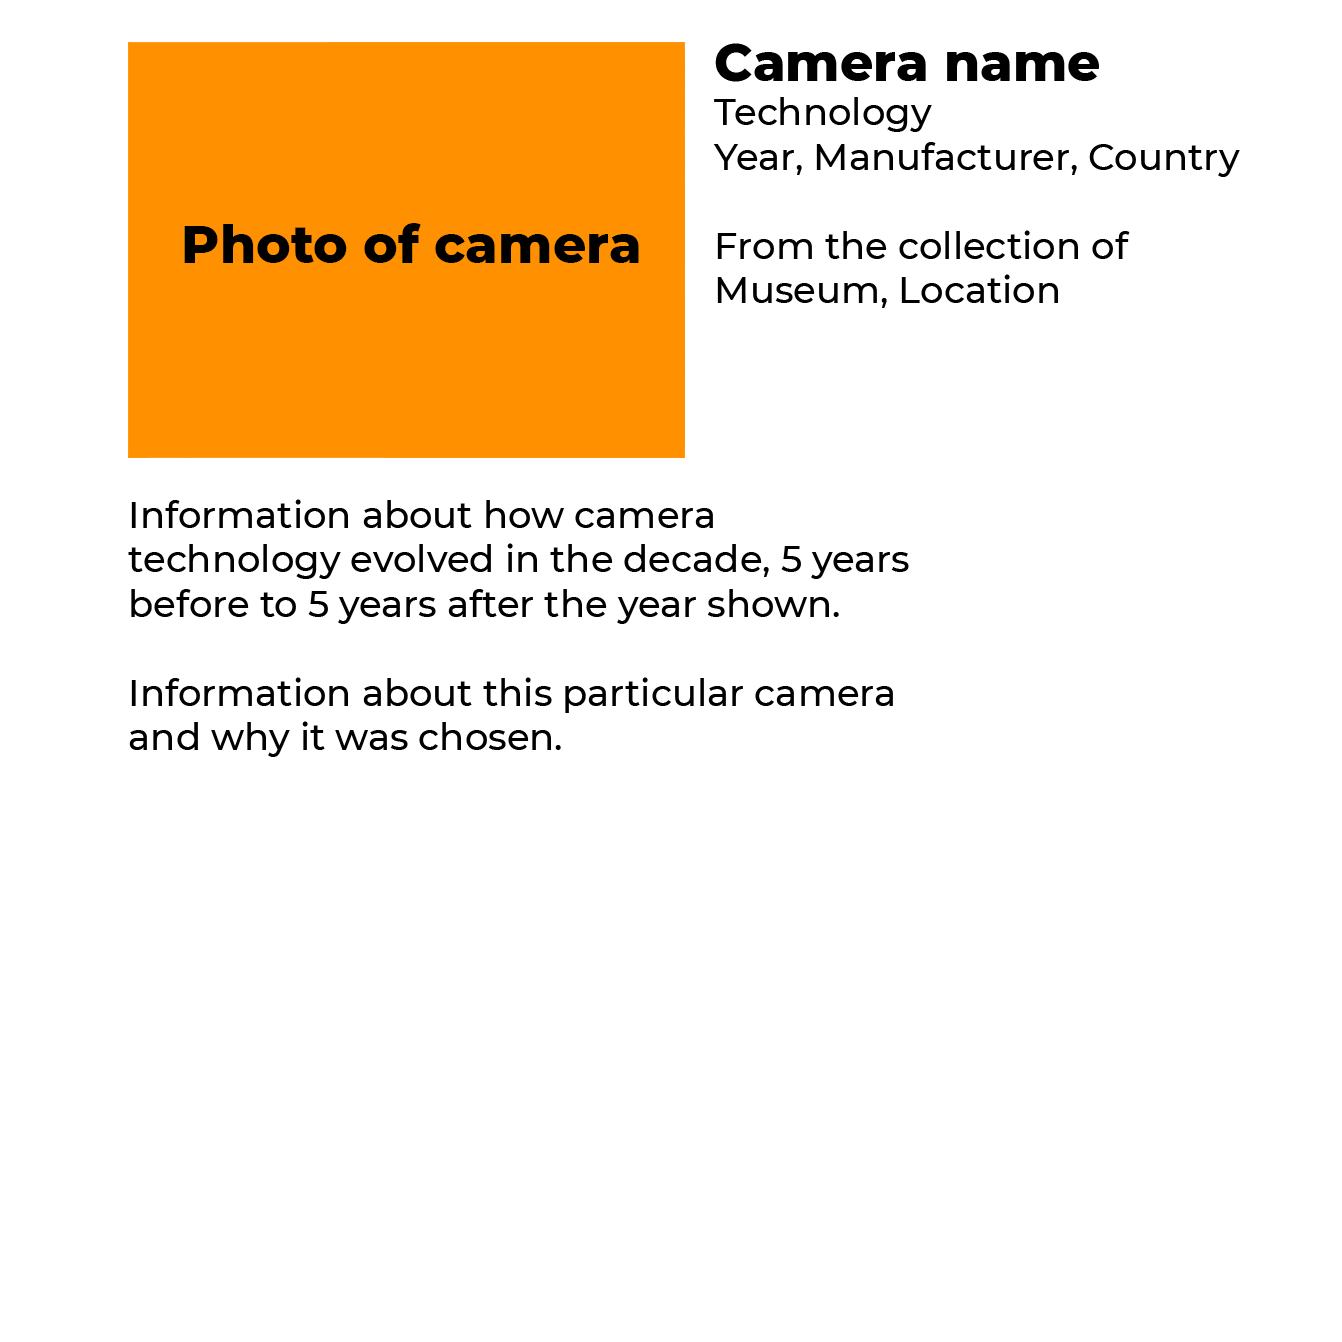 Photo of camera
Camera name
Technology
Year, Manufacturer, Country
From the collection of
Museum, Location
Information about how camera
technology evolved in the decade, 5 years
before to 5 years after the year shown.
Information about this particular camera
and why it was chosen.